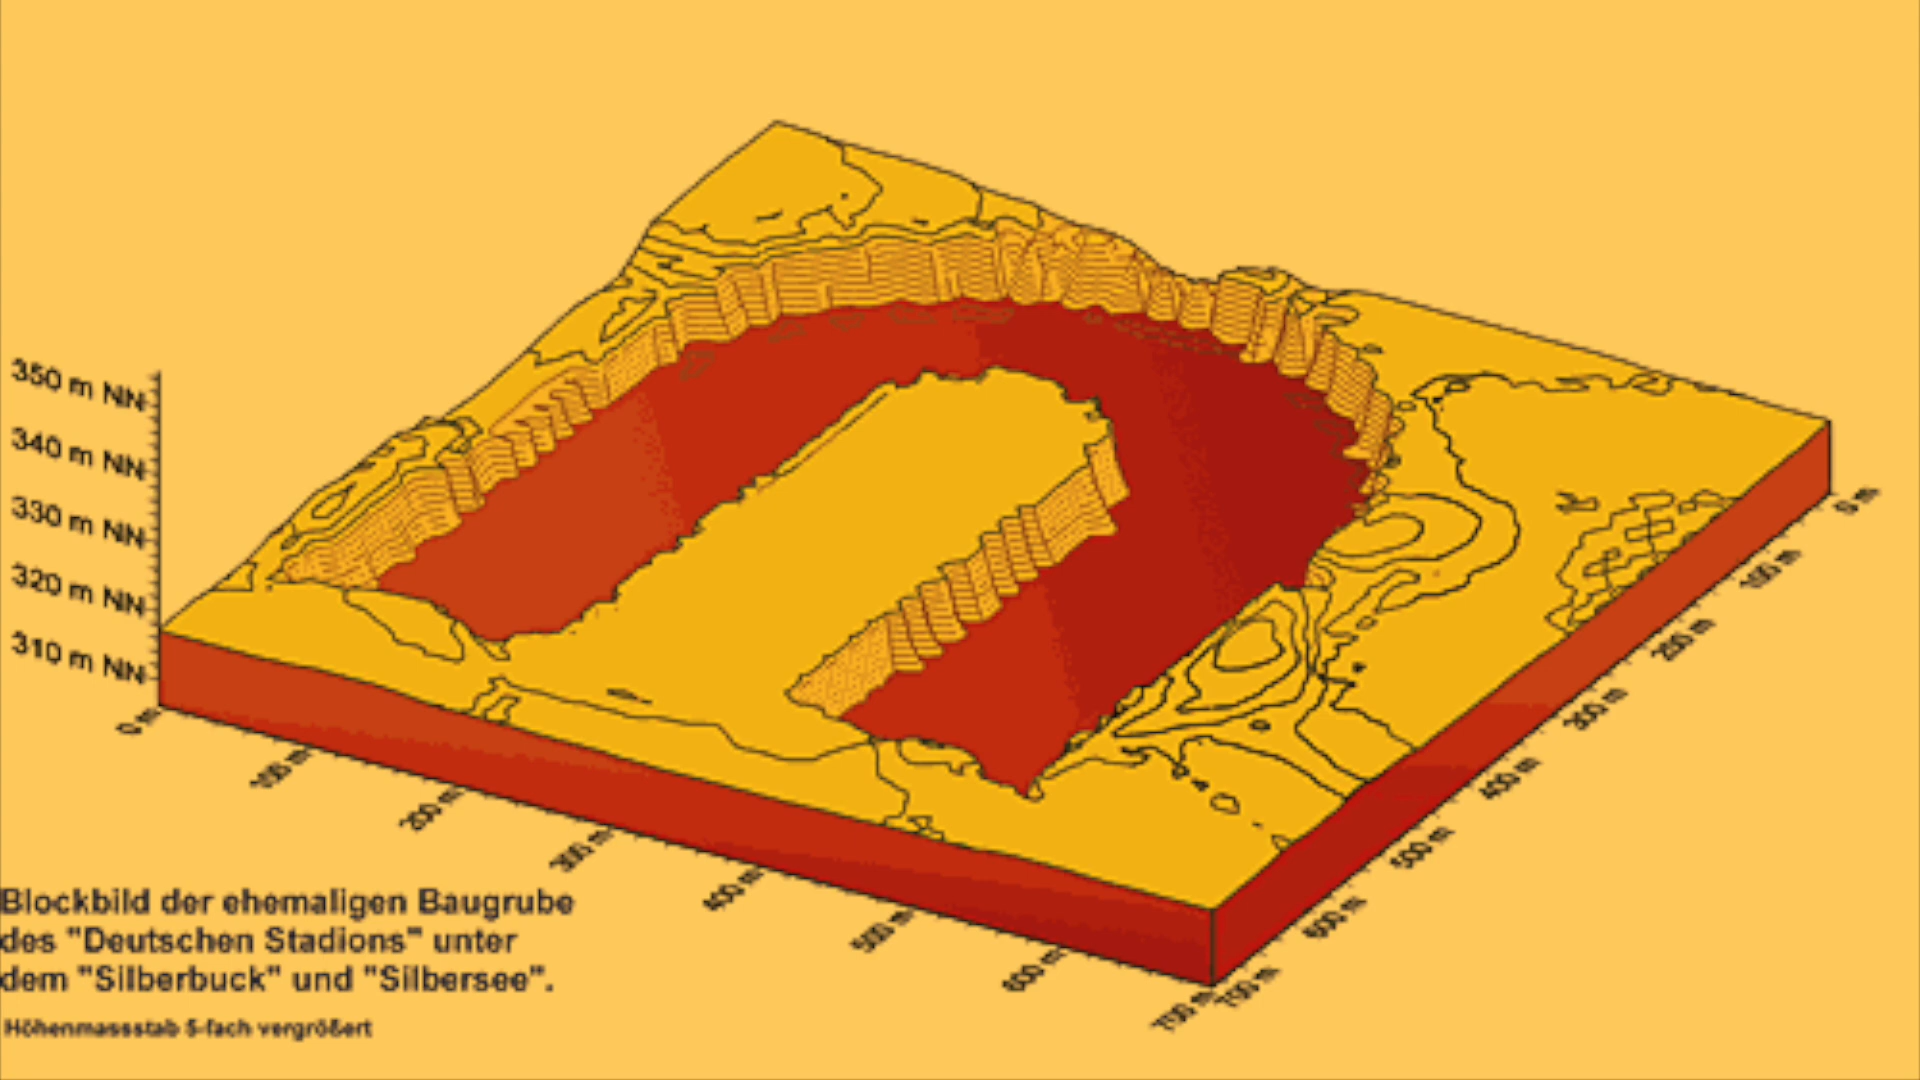 350 m NN
340 m NN
330 m NN
320 m NN
310 m NN
0 m
100 m
200 m
300 m
400 m
500 m
600 m
700 m
0 m
100 m
200 m
300 m
400 m
500 m
600 m
700 m
Blockbild der ehemaligen Baugrube
des "Deutschen Stadions" unter
dem "Silberbuck" und "Silbersee".
Höhenmassstab 5-fach vergrößert